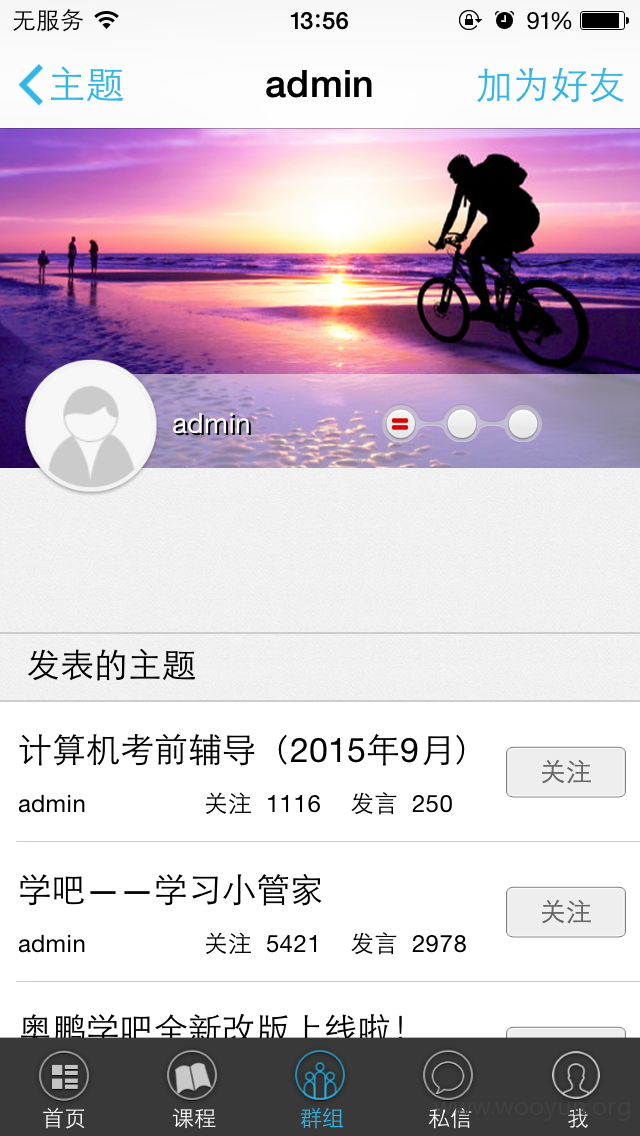 无服务 13:56 91%
主题 admin 加为好友
admin
发表的主题
计算机考前辅导（2015年9月）
关注
admin 关注 1116 发言 250
学吧——学习小管家
关注
admin 关注 5421 发言 2978
奥鹏学吧全新改版上线啦！
www.wooyun.org
首页 课程 群组 私信 我